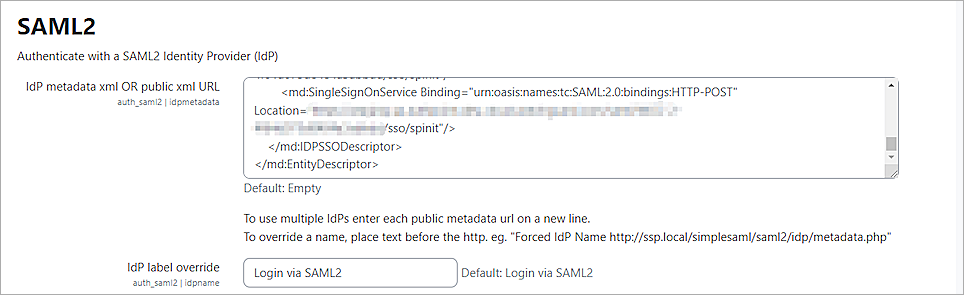 SAML2
Authenticate with a SAML2 Identity Provider (IdP)
IdP metadata xml OR public xml URL
auth_saml2 | idpmetadata
<md:SingleSignOnService Binding="urn:oasis:names:tc:SAML:2.0:bindings:HTTP-POST"
Location=
/sso/spinit"/>
</md:IDPSSODescriptor>
</md:EntityDescriptor>
Default: Empty
To use multiple IdPs enter each public metadata url on a new line.
To override a name, place text before the http. eg. "Forced IdP Name http://ssp.local/simplesaml/saml2/idp/metadata.php"
IdP label override
auth_saml2 | idpname
Login via SAML2 Default: Login via SAML2